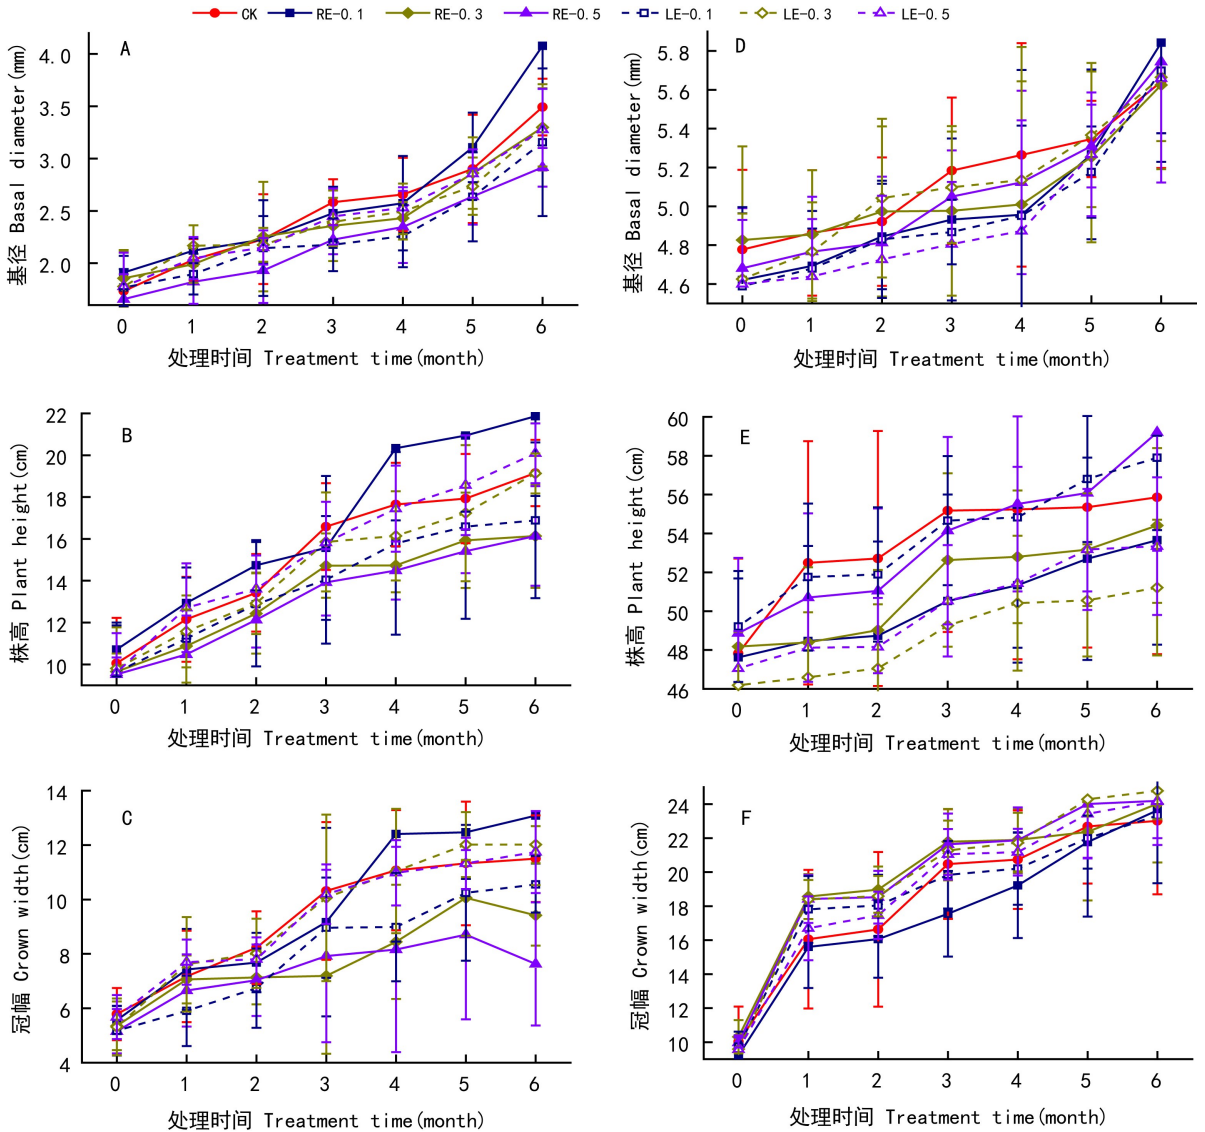 CK RE-0.1 RE-0.3 RE-0.5 LE-0.1 LE-0.3 LE-0.5
A
基径 Basal diameter(mm)
4.0
3.5
3.0
2.5
2.0
0 1 2 3 4 5 6
处理时间 Treatment time(month)
D
基径 Basal diameter(mm)
5.8
5.6
5.4
5.2
5.0
4.8
4.6
0 1 2 3 4 5 6
处理时间 Treatment time(month)
B
株高 Plant height(cm)
22
20
18
16
14
12
10
0 1 2 3 4 5 6
处理时间 Treatment time(month)
E
株高 Plant height(cm)
60
58
56
54
52
50
48
46
0 1 2 3 4 5 6
处理时间 Treatment time(month)
C
冠幅 Crown width(cm)
14
12
10
8
6
4
0 1 2 3 4 5 6
处理时间 Treatment time(month)
F
冠幅 Crown width(cm)
24
22
20
18
16
14
12
10
0 1 2 3 4 5 6
处理时间 Treatment time(month)